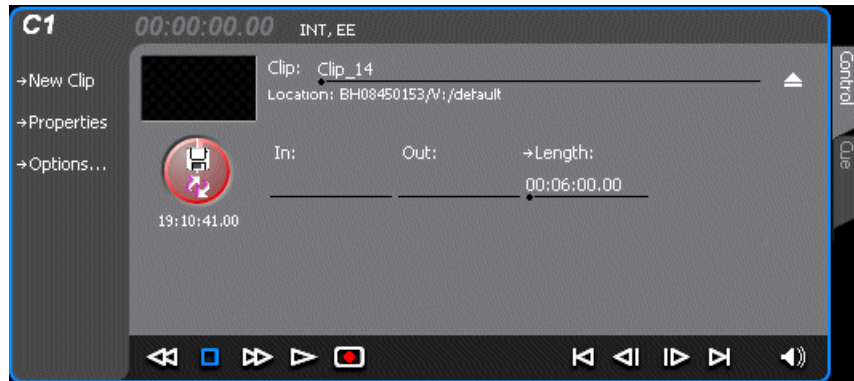 C1
00:00:00.00 INT, EE
→New Clip
→Properties
→Options...
Clip: Clip_14
Location: BH08450153/V:/default
In:
Out:
→Length:
00:06:00.00
19:10:41.00
Control
Cue